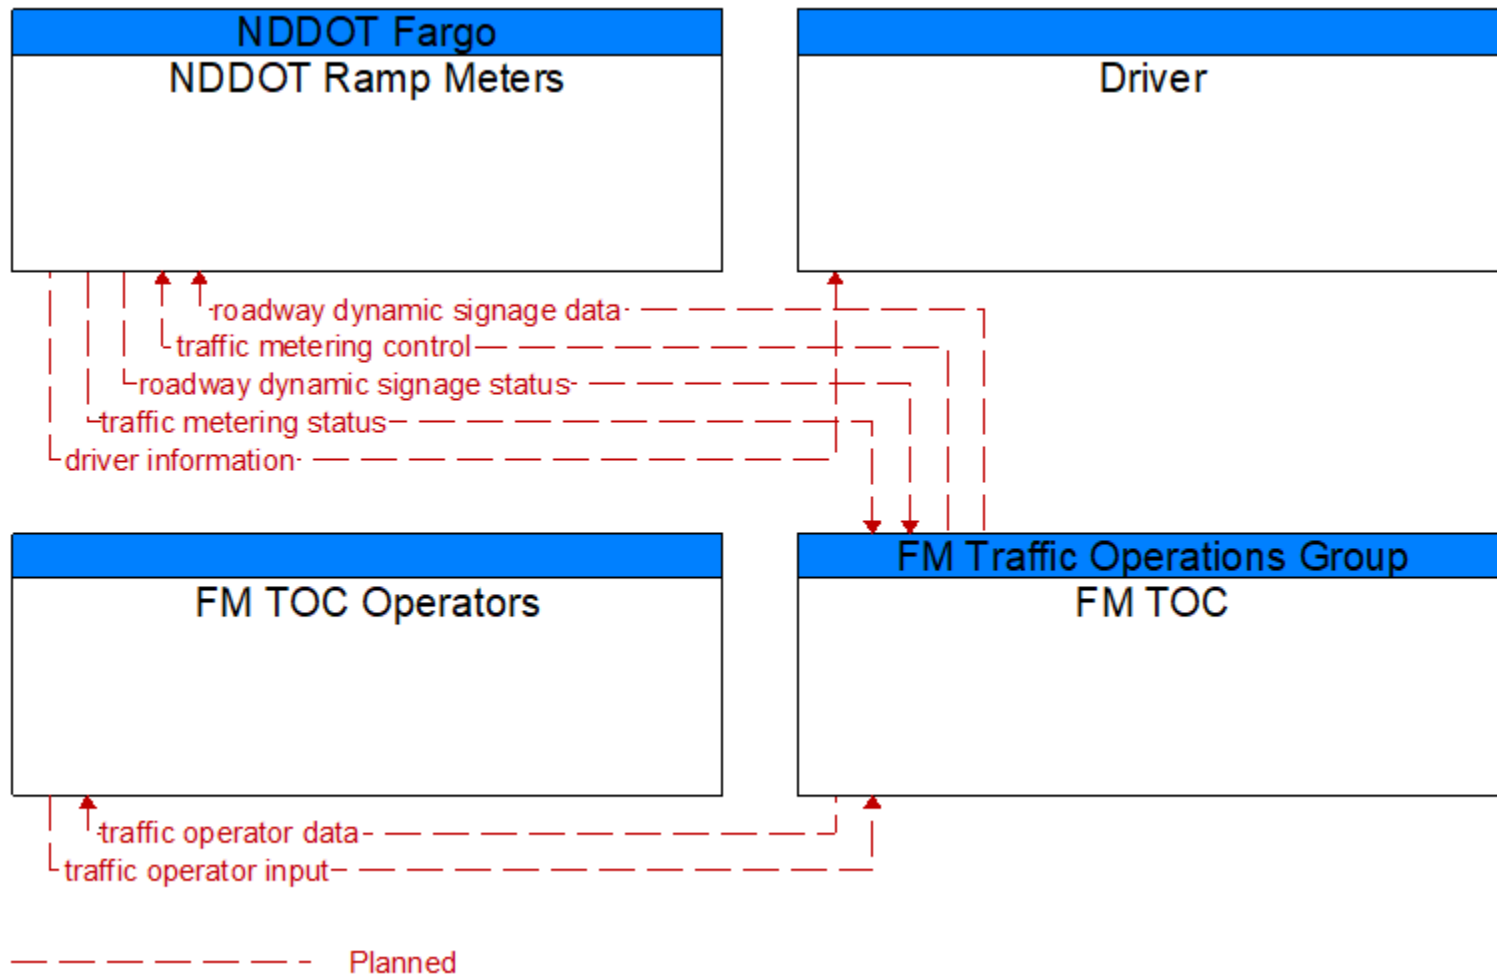 NDDOT Fargo
NDDOT Ramp Meters
Driver
roadway dynamic signage data
traffic metering control
roadway dynamic signage status
traffic metering status
driver information
FM TOC Operators
FM Traffic Operations Group
FM TOC
traffic operator data
traffic operator input
Planned